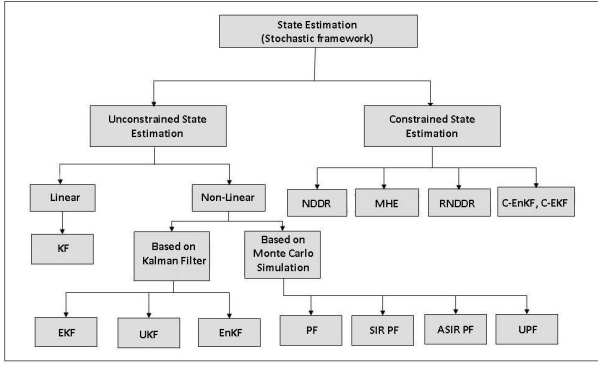 State Estimation
(Stochastic framework)
Unconstrained State
Estimation
Constrained State
Estimation
Linear
Non-Linear
NDDR
MHE
RNDDR
C-EnKF, C-EKF
KF
Based on
Kalman Filter
Based on
Monte Carlo
Simulation
EKF
UKF
EnKF
PF
SIR PF
ASIR PF
UPF